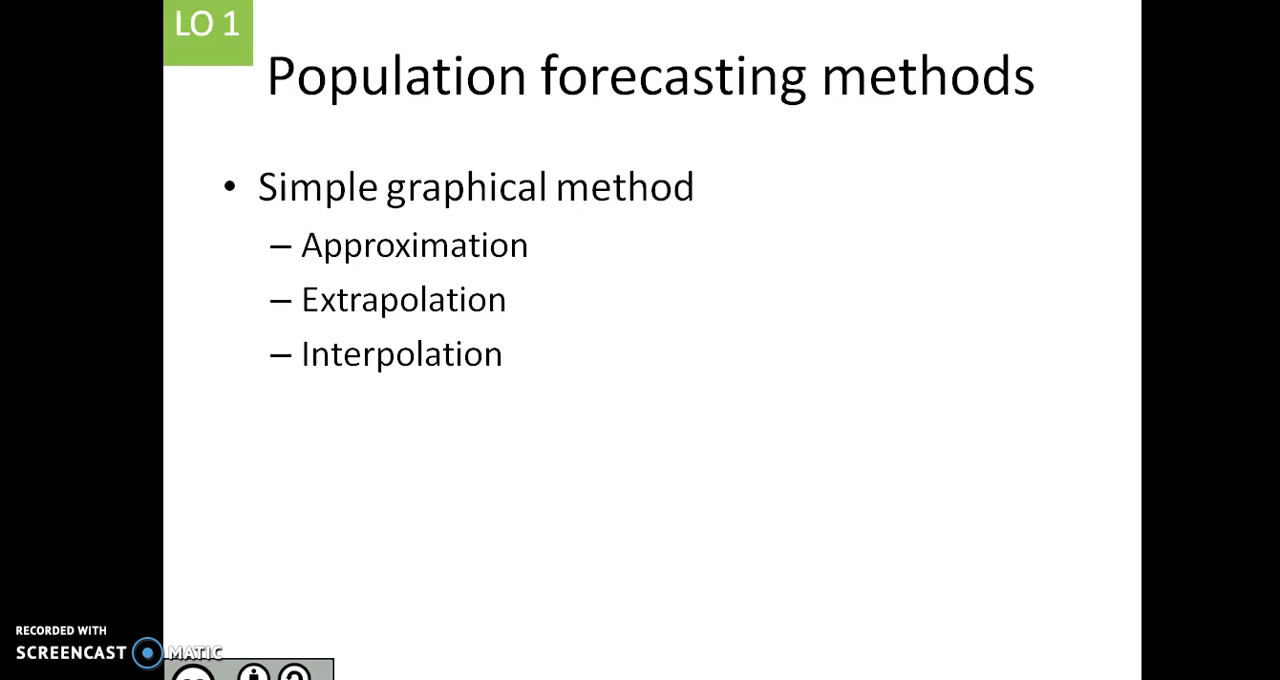 LO 1
Population forecasting methods
• Simple graphical method
– Approximation
– Extrapolation
– Interpolation
RECORDED WITH
SCREENCAST MATIC